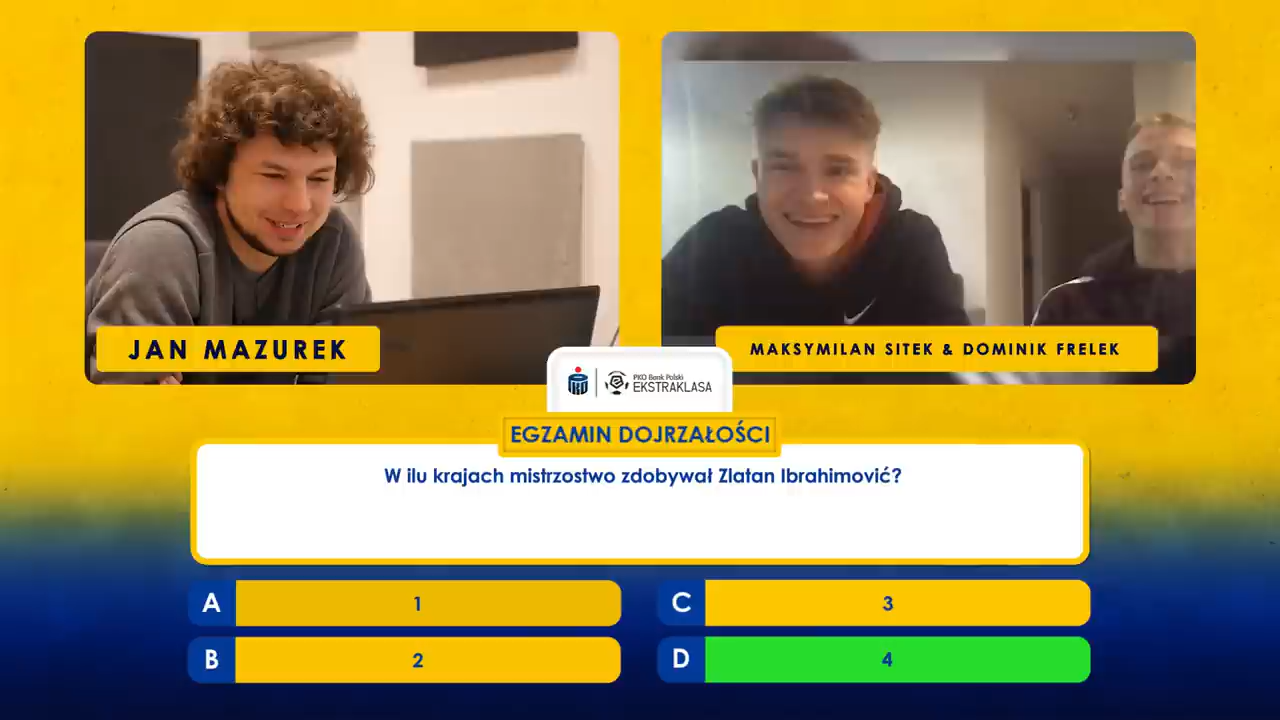 JAN MAZUREK
MAKSYMILAN SITEK & DOMINIK FRELEK
PKO Bank Polski
EKSTRAKLASA
EGZAMIN DOJRZAŁOŚCI
W ilu krajach mistrzostwo zdobywał Zlatan Ibrahimović?
A 1
C 3
B 2
D 4